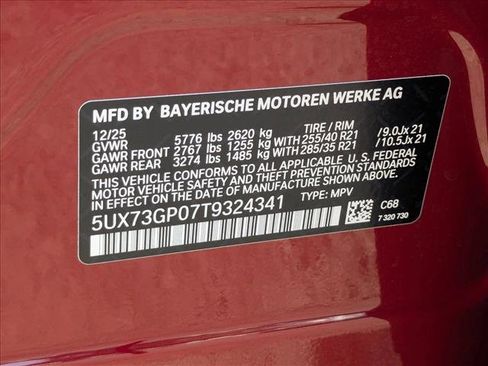 MFD BY BAYERISCHE MOTOREN WERKE AG
12/25 TIRE / RIM
GVWR 5776 lbs 2620 kg
GAWR FRONT 2767 lbs 1255 kg WITH 255/40 R21 /9.0Jx 21
GAWR REAR 3274 lbs 1485 kg WITH 285/35 R21 /10.5Jx 21
THIS VEHICLE CONFORMS TO ALL APPLICABLE U. S. FEDERAL
MOTOR VEHICLE SAFETY, BUMPER, AND THEFT PREVENTION STANDARDS
IN EFFECT ON THE DATE OF MANUFACTURE SHOWN ABOVE.
5UX73GP07T9324341 TYPE: MPV
C68
7 320 730